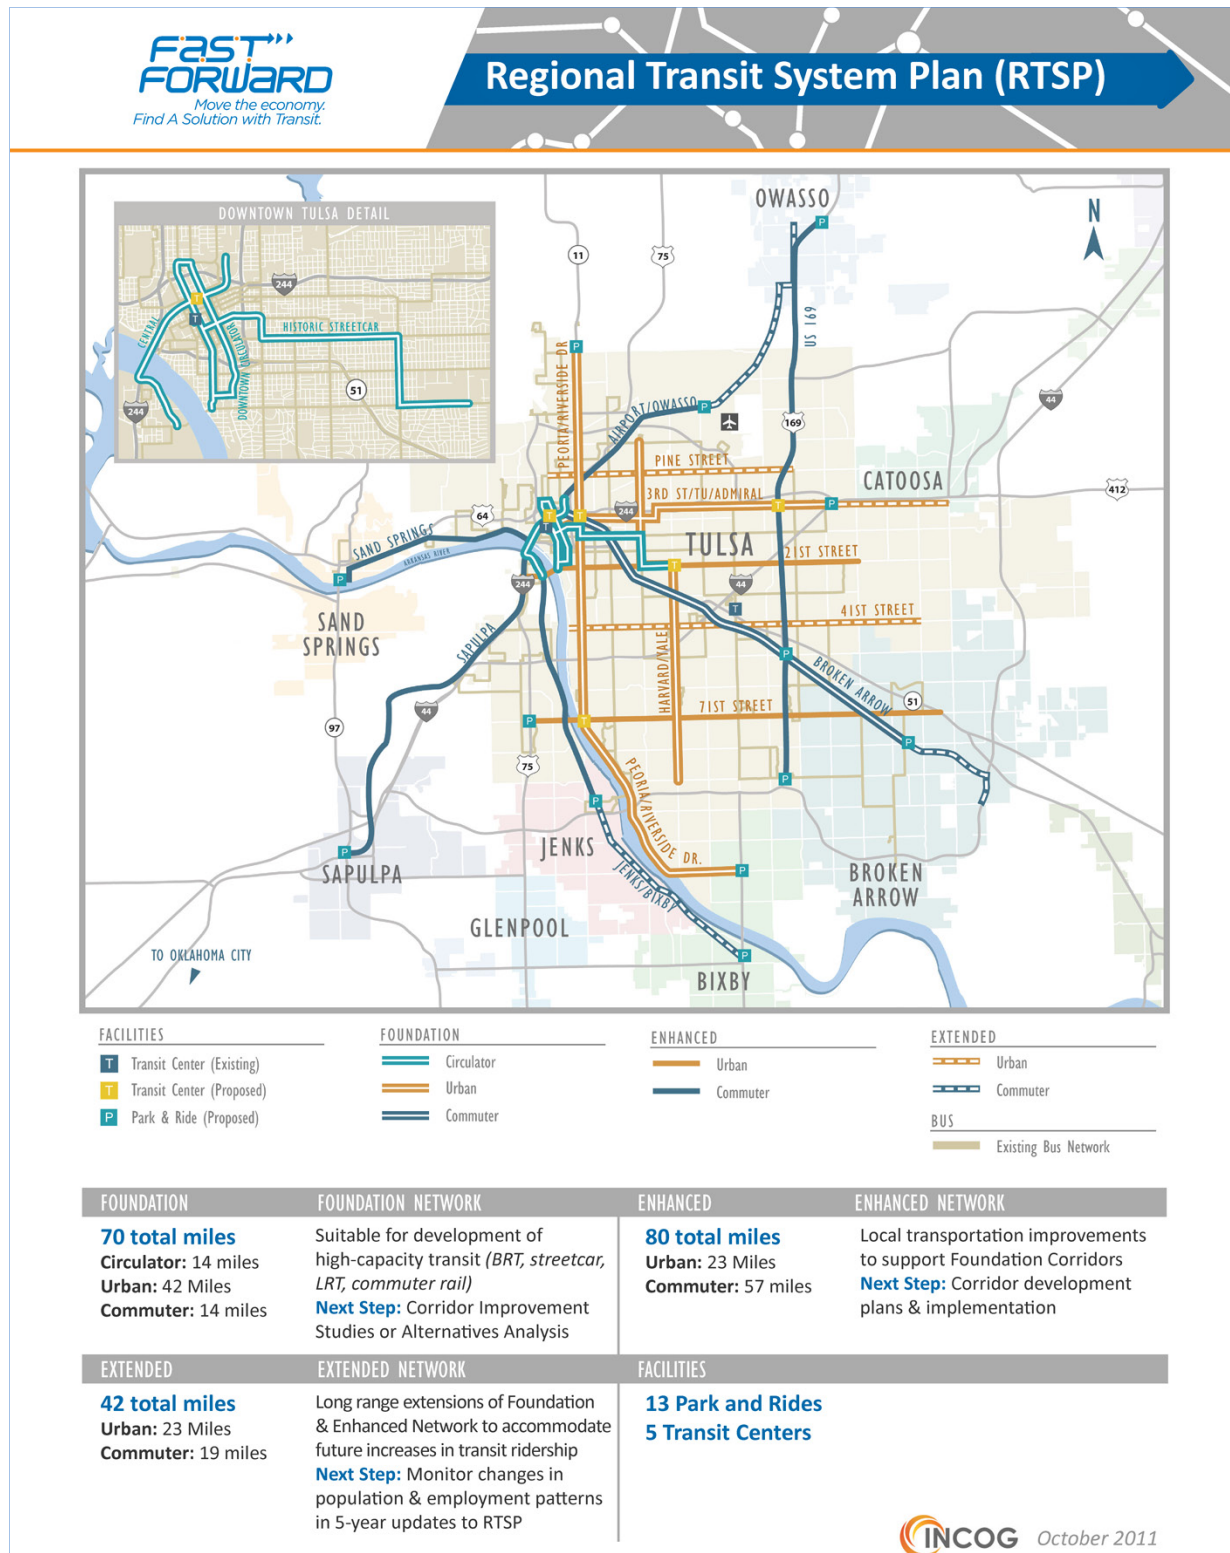 FAST
FORWARD
Move the economy.
Find A Solution with Transit.
Regional Transit System Plan (RTSP)
DOWNTOWN TULSA DETAIL
244
CENTRAL
DOWNTOWN CIRCULATOR
HISTORIC STREETCAR
51
244
T
T
N
OWASSO
P
11
75
US 169
P
PEORIA/RIVERSIDE DR
AIRPORT/OWASSO
P
169
44
PINE STREET
CATOOSA
3RD ST/TU/ADMIRAL
412
64
244
T
T
T
P
T
SAND SPRINGS
ARKANSAS RIVER
TULSA
21ST STREET
P
T
244
44
T
SAND
SPRINGS
41ST STREET
SAPULPA
P
BROKEN ARROW
HARVARD/YALE
44
71ST STREET
51
97
P
T
P
75
PEORIA/RIVERSIDE DR.
P
P
JENKS
P
SAPULPA
JENKS/BIXBY
P
BROKEN
ARROW
GLENPOOL
TO OKLAHOMA CITY
P
BIXBY
FACILITIES
T Transit Center (Existing)
T Transit Center (Proposed)
P Park & Ride (Proposed)
FOUNDATION
Circulator
Urban
Commuter
ENHANCED
Urban
Commuter
EXTENDED
Urban
Commuter
BUS
Existing Bus Network
FOUNDATION
70 total miles
Circulator: 14 miles
Urban: 42 Miles
Commuter: 14 miles
FOUNDATION NETWORK
Suitable for development of
high-capacity transit (BRT, streetcar,
LRT, commuter rail)
Next Step: Corridor Improvement
Studies or Alternatives Analysis
ENHANCED
80 total miles
Urban: 23 Miles
Commuter: 57 miles
ENHANCED NETWORK
Local transportation improvements
to support Foundation Corridors
Next Step: Corridor development
plans & implementation
EXTENDED
42 total miles
Urban: 23 Miles
Commuter: 19 miles
EXTENDED NETWORK
Long range extensions of Foundation
& Enhanced Network to accommodate
future increases in transit ridership
Next Step: Monitor changes in
population & employment patterns
in 5-year updates to RTSP
FACILITIES
13 Park and Rides
5 Transit Centers
INCOG October 2011